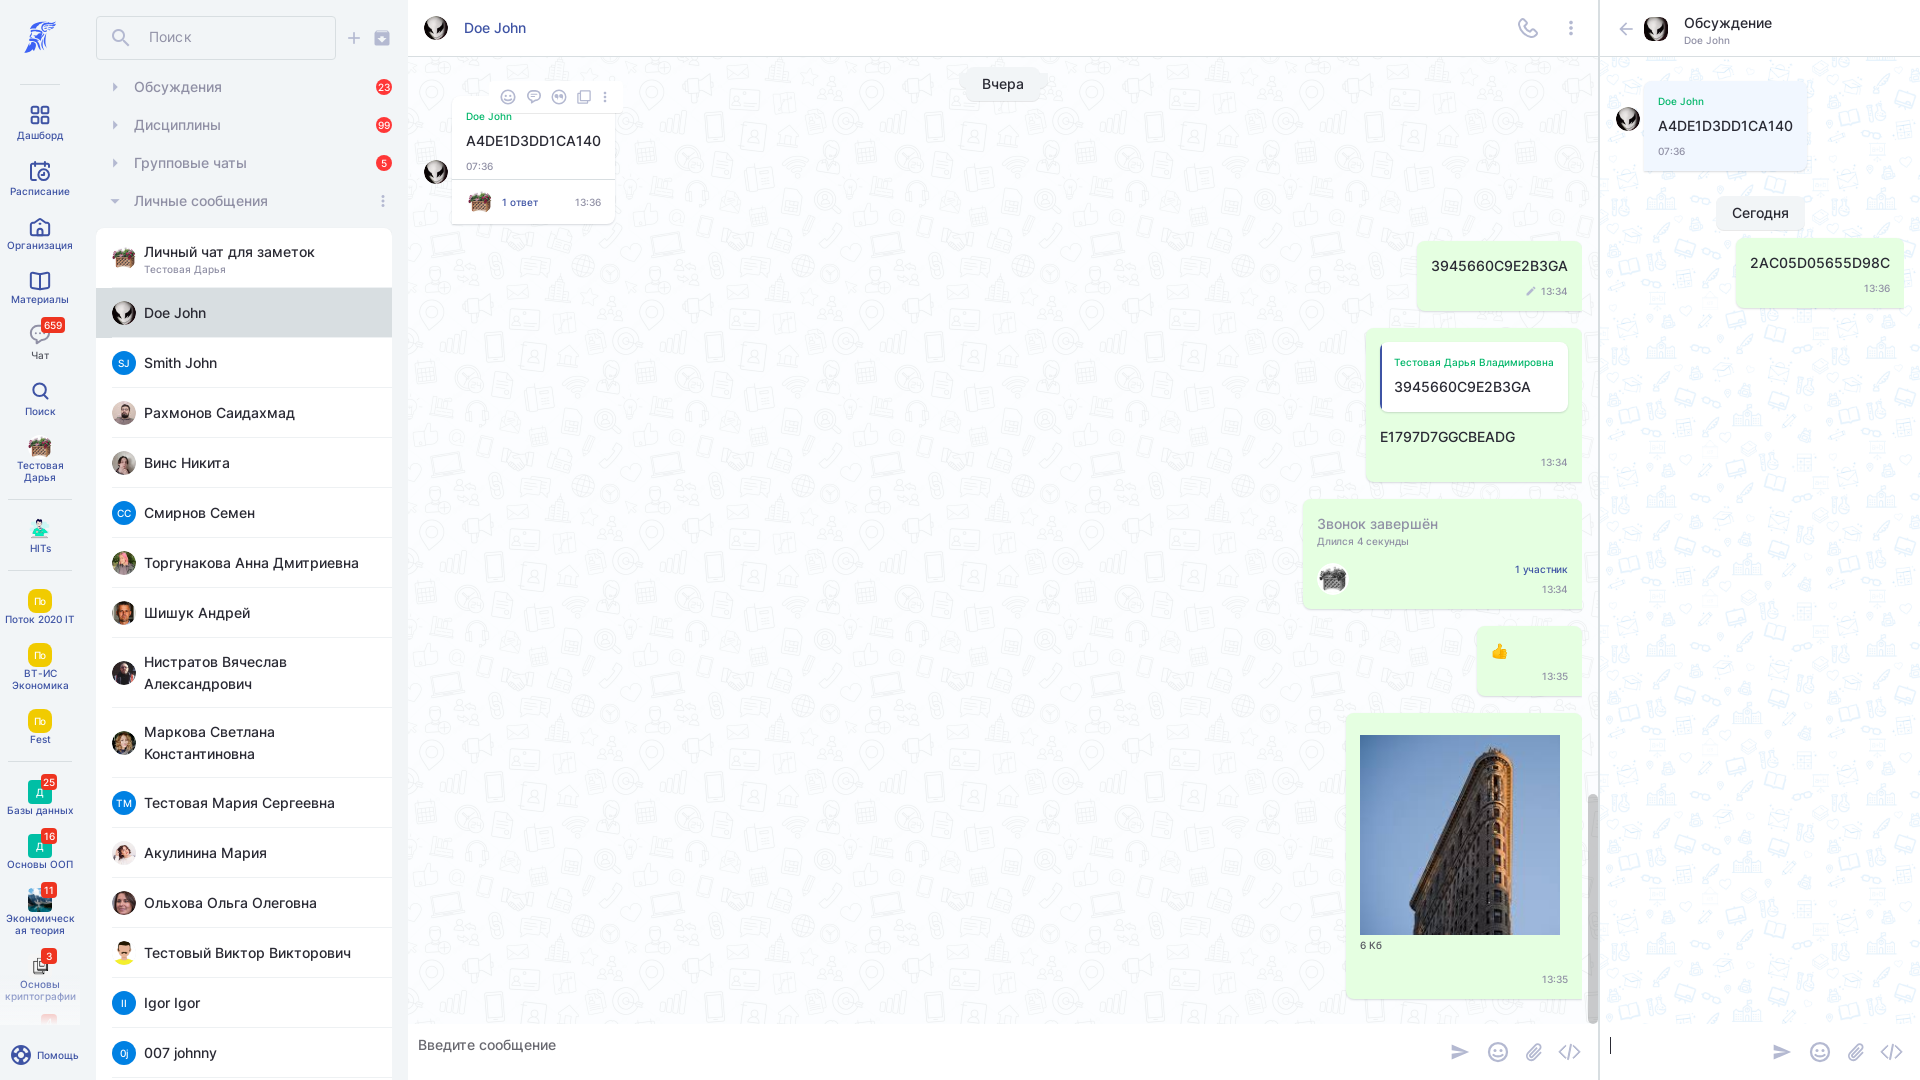 Дашборд
Расписание
Организация
Материалы
659
Чат
Поиск
Тестовая
Дарья
HITs
По
Поток 2020 IT
По
ВТ-ИС
Экономика
По
Fest
25
Д
Базы данных
16
Д
Основы ООП
11
Экономическ
ая теория
3
Основы
криптографии
Помощь
Поиск
Обсуждения
23
Дисциплины
99
Групповые чаты
5
Личные сообщения
Личный чат для заметок
Тестовая Дарья
Doe John
SJ
Smith John
Рахмонов Саидахмад
Винс Никита
СС
Смирнов Семен
Торгунакова Анна Дмитриевна
Шишук Андрей
Нистратов Вячеслав
Александрович
Маркова Светлана
Константиновна
ТМ
Тестовая Мария Сергеевна
Акулинина Мария
Ольхова Ольга Олеговна
Тестовый Виктор Викторович
II
Igor Igor
0j
007 johnny
Doe John
Вчера
Doe John
A4DE1D3DD1CA140
07:36
1 ответ
13:36
3945660C9E2B3GA
13:34
Тестовая Дарья Владимировна
3945660C9E2B3GA
E1797D7GGCBEADG
13:34
Звонок завершён
Длился 4 секунды
1 участник
13:34
13:35
6 Кб
13:35
Введите сообщение
Обсуждение
Doe John
Doe John
A4DE1D3DD1CA140
07:36
Сегодня
2AC05D05655D98C
13:36